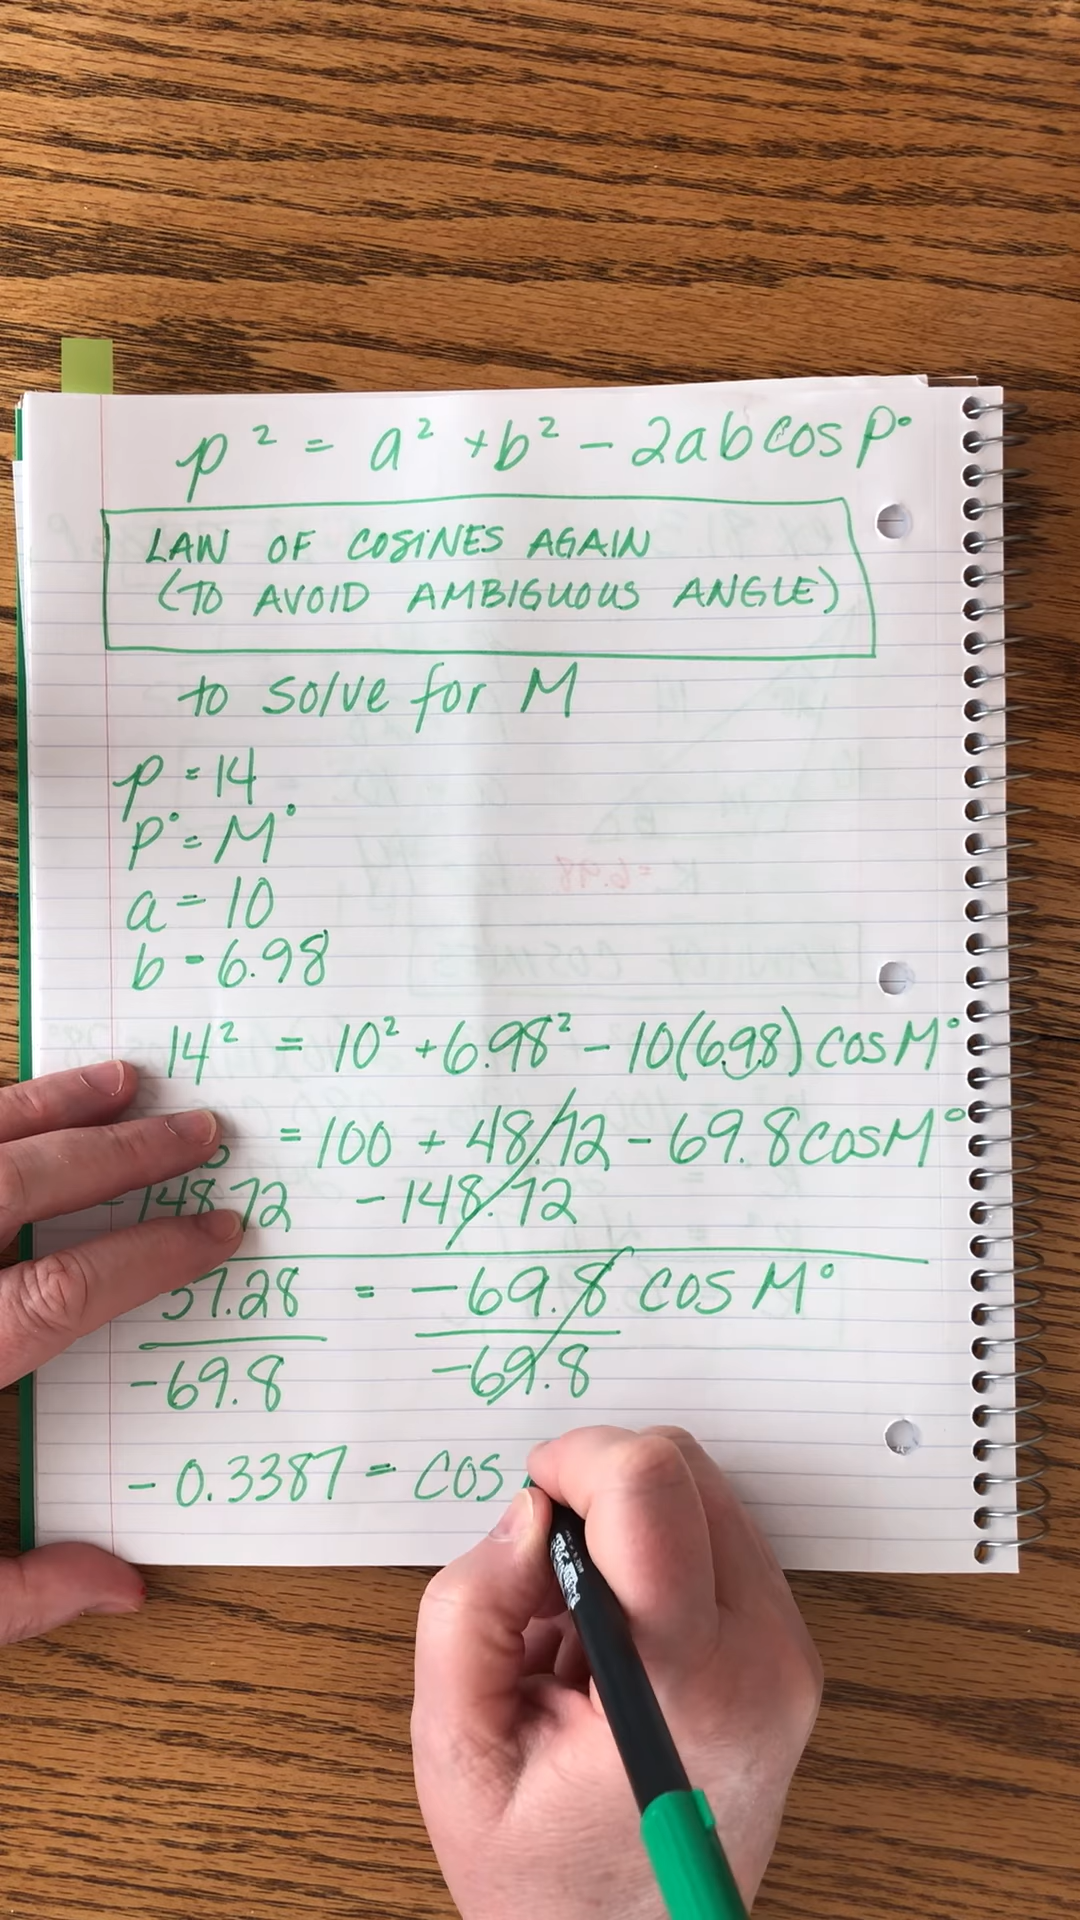 p² = a² + b² - 2ab cos P°
LAW OF COSINES AGAIN
(TO AVOID AMBIGUOUS ANGLE)
to solve for M
p = 14
P° = M°
a = 10
b = 6.98
14² = 10² + 6.98² - 10(6.98) cos M°
= 100 + 48.72 - 69.8 cos M°
-148.72 -148.72
37.28 = -69.8 cos M°
-69.8 -69.8
-0.3387 = cos